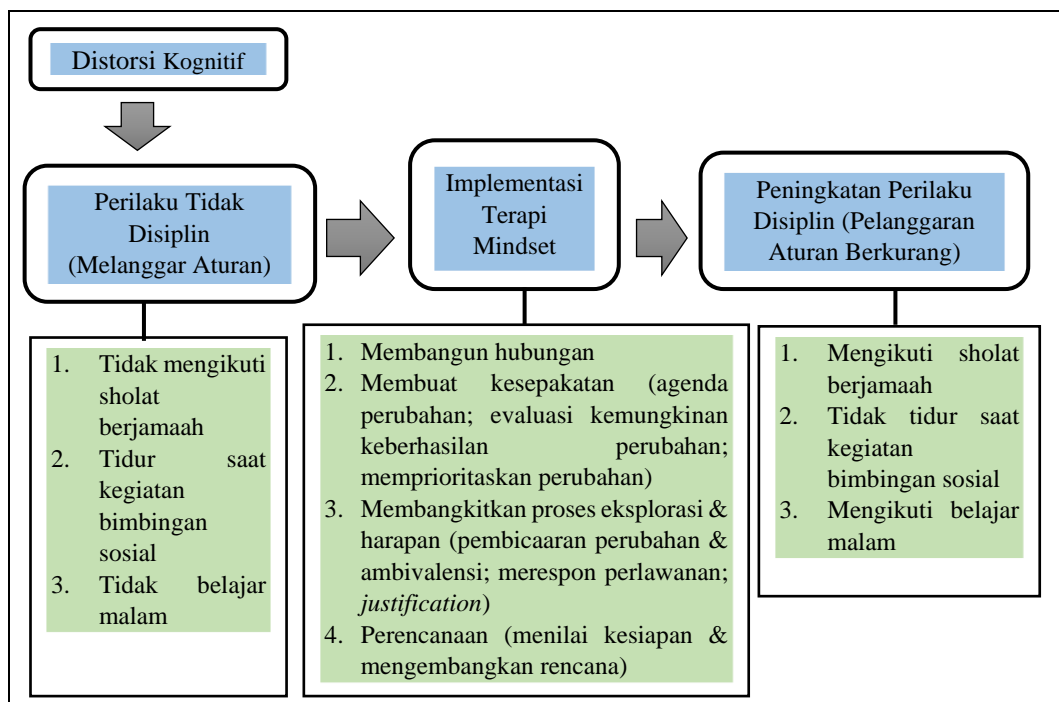 Distorsi Kognitif
Perilaku Tidak
Disiplin
(Melanggar Aturan)
Implementasi
Terapi
Mindset
Peningkatan Perilaku
Disiplin (Pelanggaran
Aturan Berkurang)
1. Tidak mengikuti
sholat
berjamaah
2. Tidur saat
kegiatan
bimbingan
sosial
3. Tidak belajar
malam
1. Membangun hubungan
2. Membuat kesepakatan (agenda
perubahan; evaluasi kemungkinan
keberhasilan perubahan;
memprioritaskan perubahan)
3. Membangkitkan proses eksplorasi &
harapan (pembicaaran perubahan &
ambivalensi; merespon perlawanan;
justification)
4. Perencanaan (menilai kesiapan &
mengembangkan rencana)
1. Mengikuti sholat
berjamaah
2. Tidak tidur saat
kegiatan
bimbingan sosial
3. Mengikuti belajar
malam